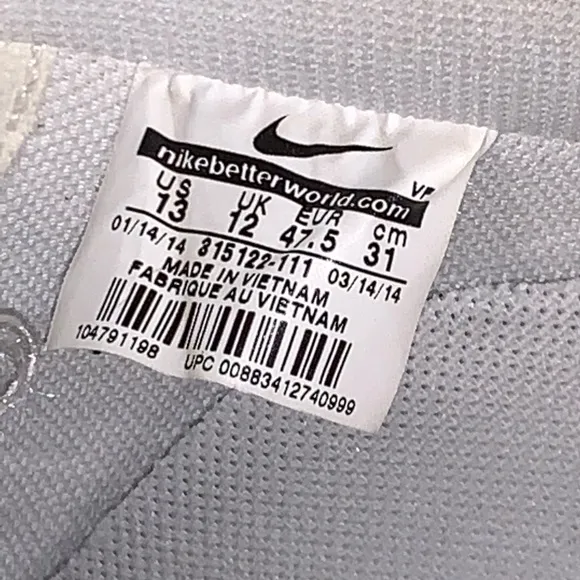 nikebetterworld.com
VF
US UK EUR cm
13 12 47.5 31
01/14/14 315122-111 03/14/14
MADE IN VIETNAM
FABRIQUE AU VIETNAM
104791198 UPC 00883412740999